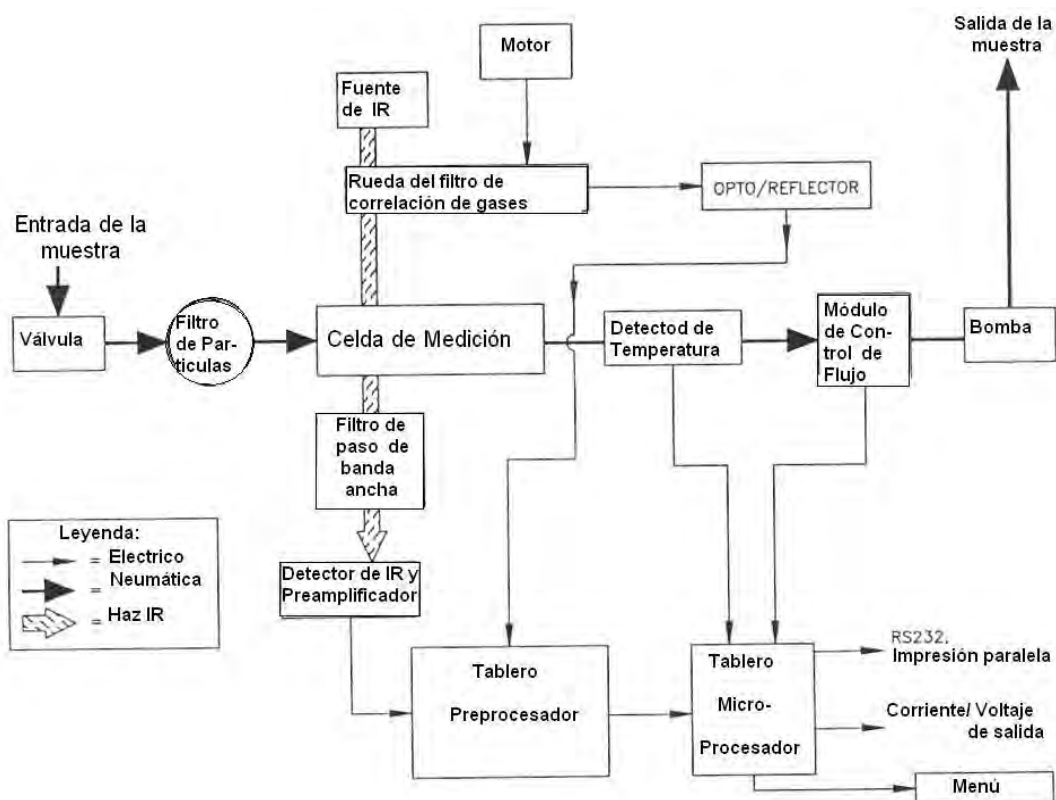 Salida de la
muestra
Motor
Fuente
de IR
Rueda del filtro de
correlación de gases
OPTO/REFLECTOR
Entrada de la
muestra
Válvula
Filtro
de Par-
ticulas
Celda de Medición
Detectod de
Temperatura
Módulo
de Con-
trol de
Flujo
Bomba
Filtro de
paso de
banda
ancha
Leyenda:
= Electrico
= Neumática
= Haz IR
Detector de IR y
Preamplificador
Tablero
Preprocesador
Tablero
Micro-
Procesador
RS232,
Impresión paralela
Corriente/ Voltaje
de salida
Menú